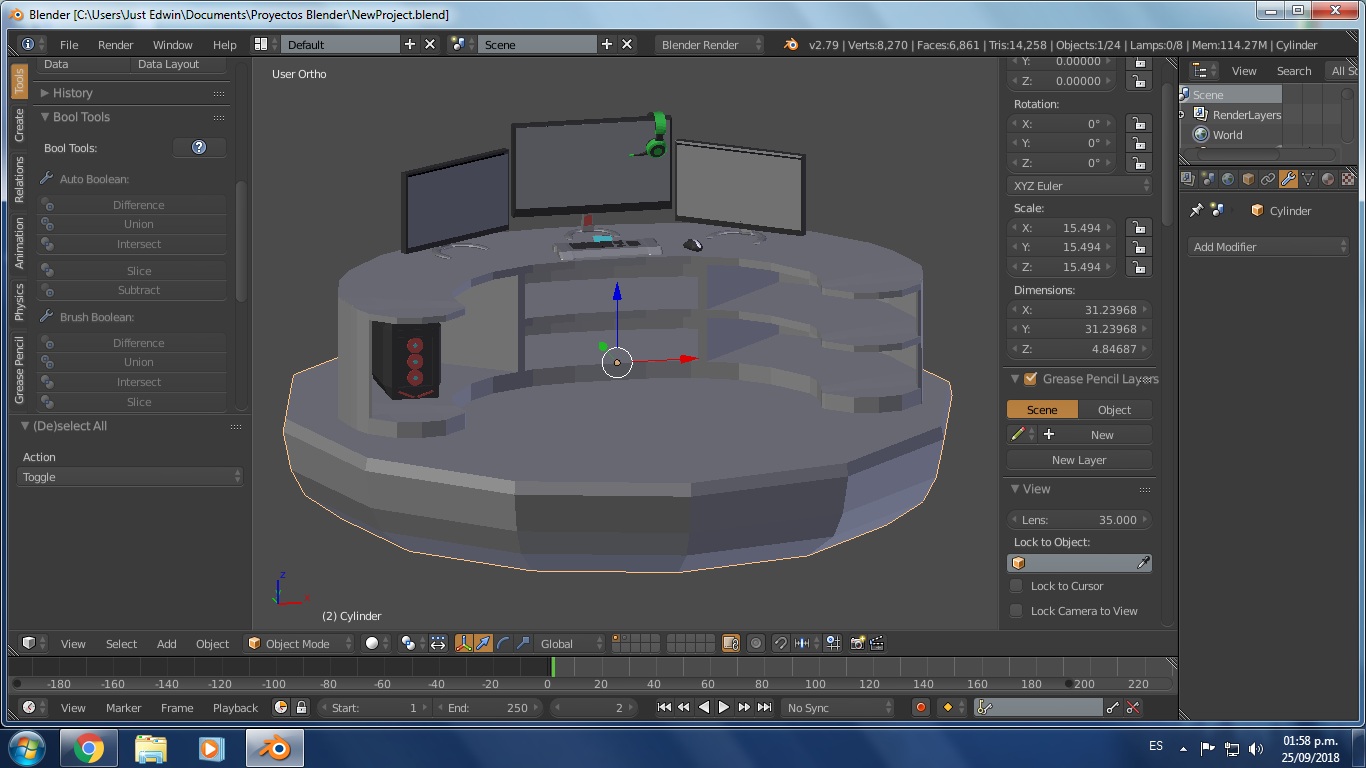 Blender [C:\Users\Just Edwin\Documents\Proyectos Blender\NewProject.blend]
File Render Window Help Default Scene Blender Render v2.79 | Verts:8,270 | Faces:6,861 | Tris:14,258 | Objects:1/24 | Lamps:0/8 | Mem:114.27M | Cylinder
Tools
Create
Relations
Animation
Physics
Grease Pencil
Data Data Layout
History
Bool Tools
Bool Tools:
Auto Boolean:
Difference
Union
Intersect
Slice
Subtract
Brush Boolean:
Difference
Union
Intersect
Slice
(De)select All
Action
Toggle
User Ortho
z
x
(2) Cylinder
Y: 0.00000
Z: 0.00000
Rotation:
X: 0°
Y: 0°
Z: 0°
XYZ Euler
Scale:
X: 15.494
Y: 15.494
Z: 15.494
Dimensions:
X: 31.23968
Y: 31.23968
Z: 4.84687
Grease Pencil Layers
Scene Object
New
New Layer
View
Lens: 35.000
Lock to Object:
Lock to Cursor
Lock Camera to View
View Search All Sc
Scene
RenderLayers
World
Cylinder
Add Modifier
View Select Add Object Object Mode Global
-180 -160 -140 -120 -100 -80 -60 -40 -20 0 20 40 60 80 100 120 140 160 180 200 220
View Marker Frame Playback Start: 1 End: 250 2 No Sync
ES
01:58 p.m.
25/09/2018